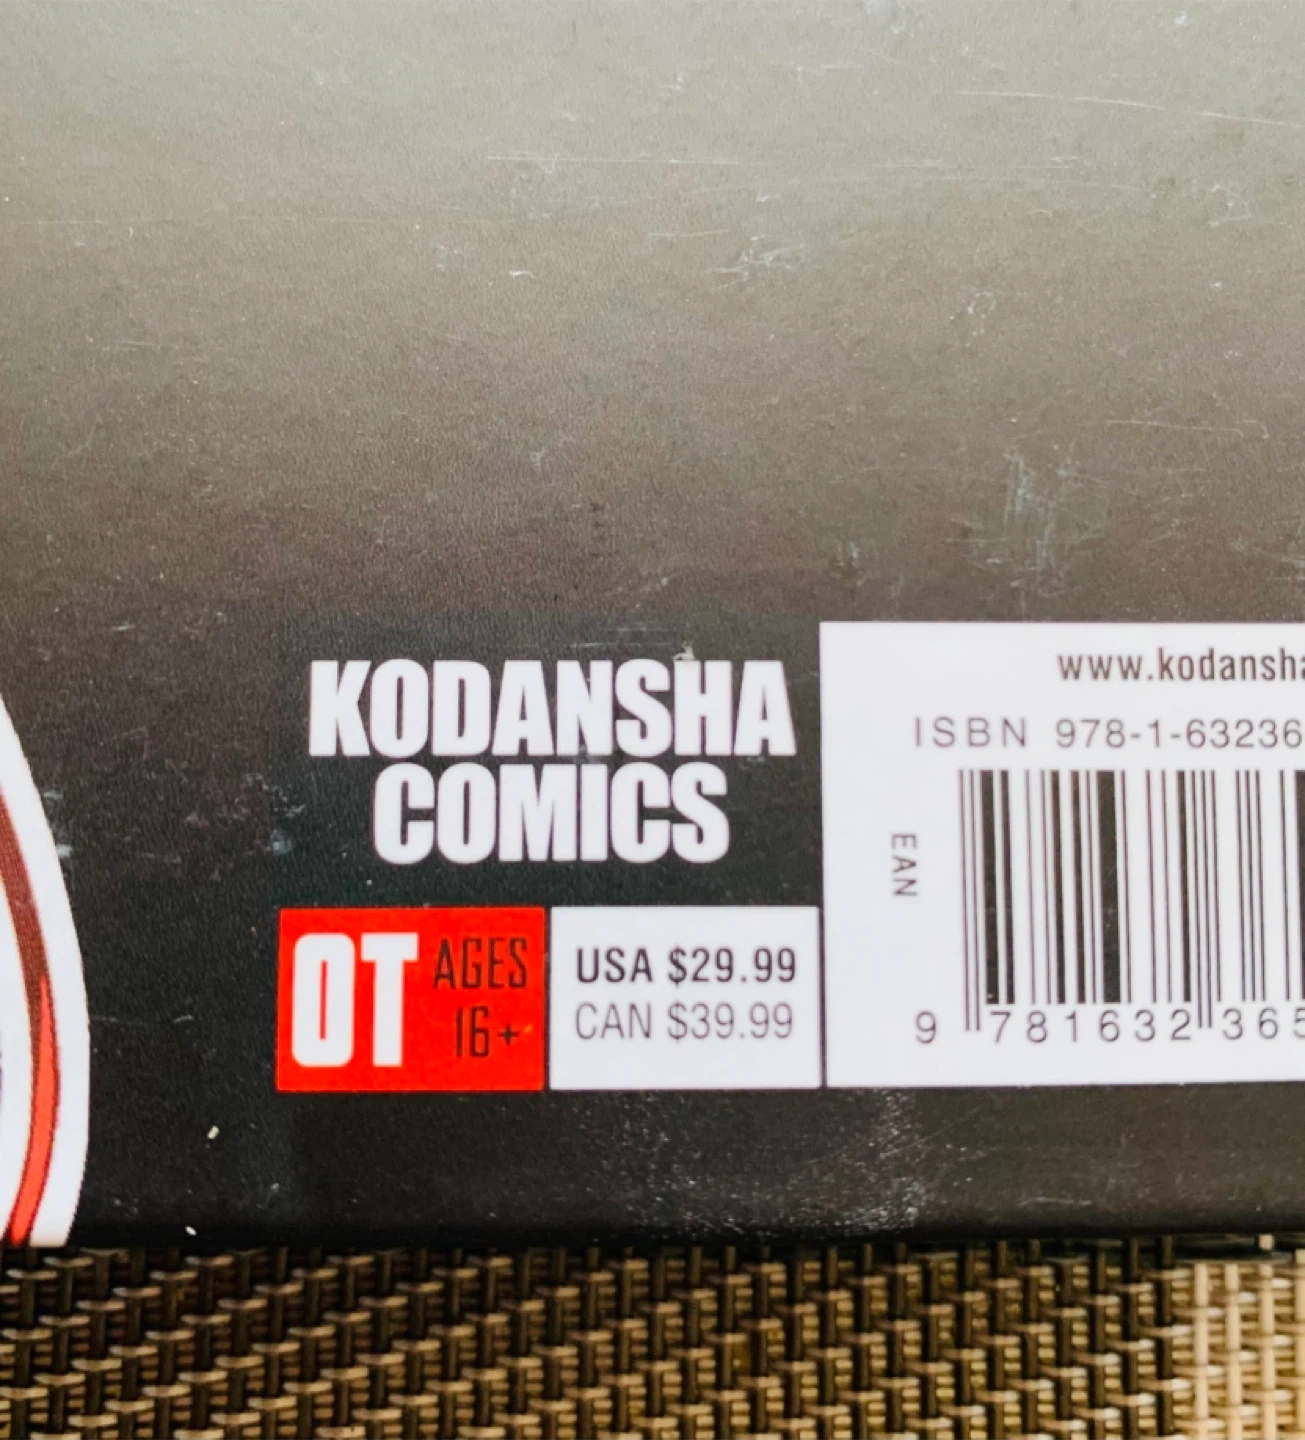 KODANSHA
COMICS
OT AGES
16+
USA $29.99
CAN $39.99
www.kodansha
ISBN 978-1-63236
EAN
9 781632 365